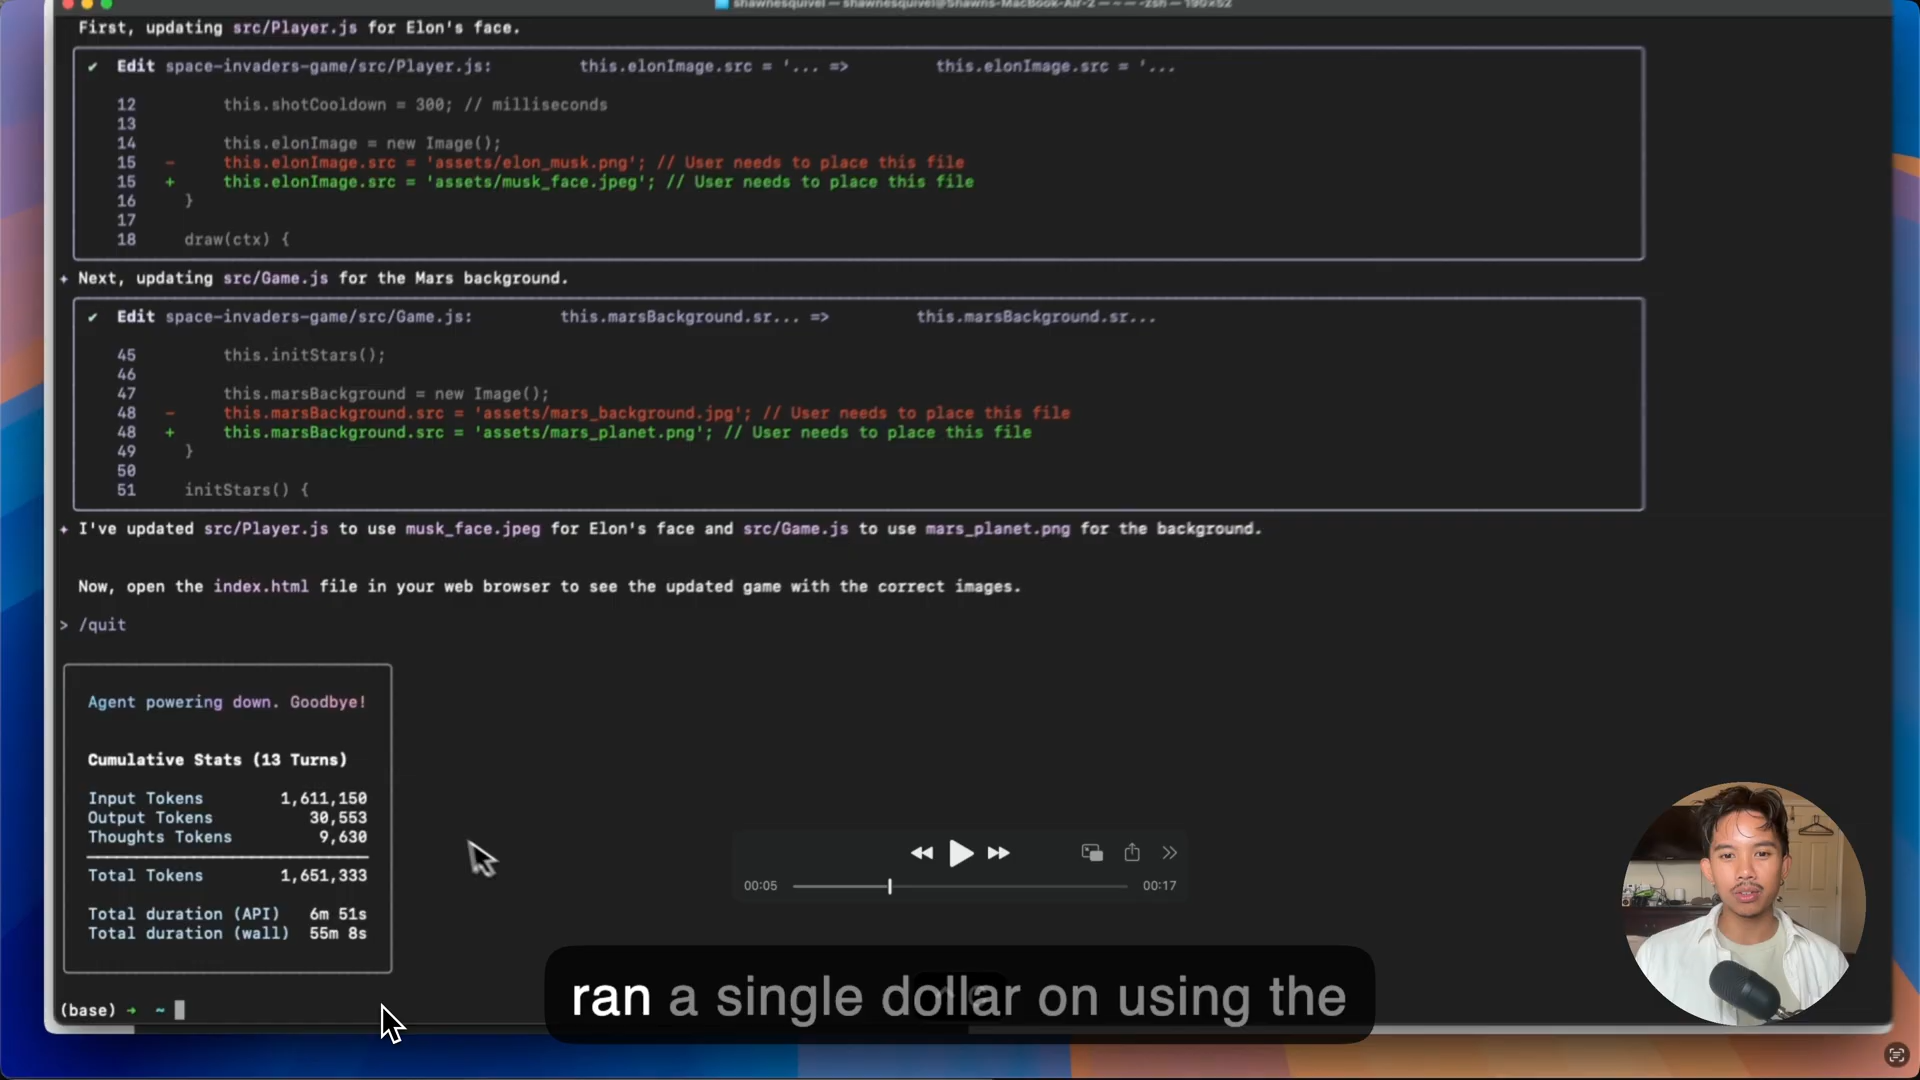 shawnesquivel — shawnesquivel@Shawns-MacBook-Air-2 — ~ — -zsh — 190×52
First, updating src/Player.js for Elon's face.
✔ Edit space-invaders-game/src/Player.js: this.elonImage.src = '... => this.elonImage.src = '...
12 this.shotCooldown = 300; // milliseconds
13
14 this.elonImage = new Image();
15 - this.elonImage.src = 'assets/elon_musk.png'; // User needs to place this file
15 + this.elonImage.src = 'assets/musk_face.jpeg'; // User needs to place this file
16 }
17
18 draw(ctx) {
✦ Next, updating src/Game.js for the Mars background.
✔ Edit space-invaders-game/src/Game.js: this.marsBackground.sr... => this.marsBackground.sr...
45 this.initStars();
46
47 this.marsBackground = new Image();
48 - this.marsBackground.src = 'assets/mars_background.jpg'; // User needs to place this file
48 + this.marsBackground.src = 'assets/mars_planet.png'; // User needs to place this file
49 }
50
51 initStars() {
✦ I've updated src/Player.js to use musk_face.jpeg for Elon's face and src/Game.js to use mars_planet.png for the background.
Now, open the index.html file in your web browser to see the updated game with the correct images.
> /quit
Agent powering down. Goodbye!
Cumulative Stats (13 Turns)
Input Tokens 1,611,150
Output Tokens 30,553
Thoughts Tokens 9,630
Total Tokens 1,651,333
Total duration (API) 6m 51s
Total duration (wall) 55m 8s
00:05 00:17
(base) → ~
ran a single dollar on using the